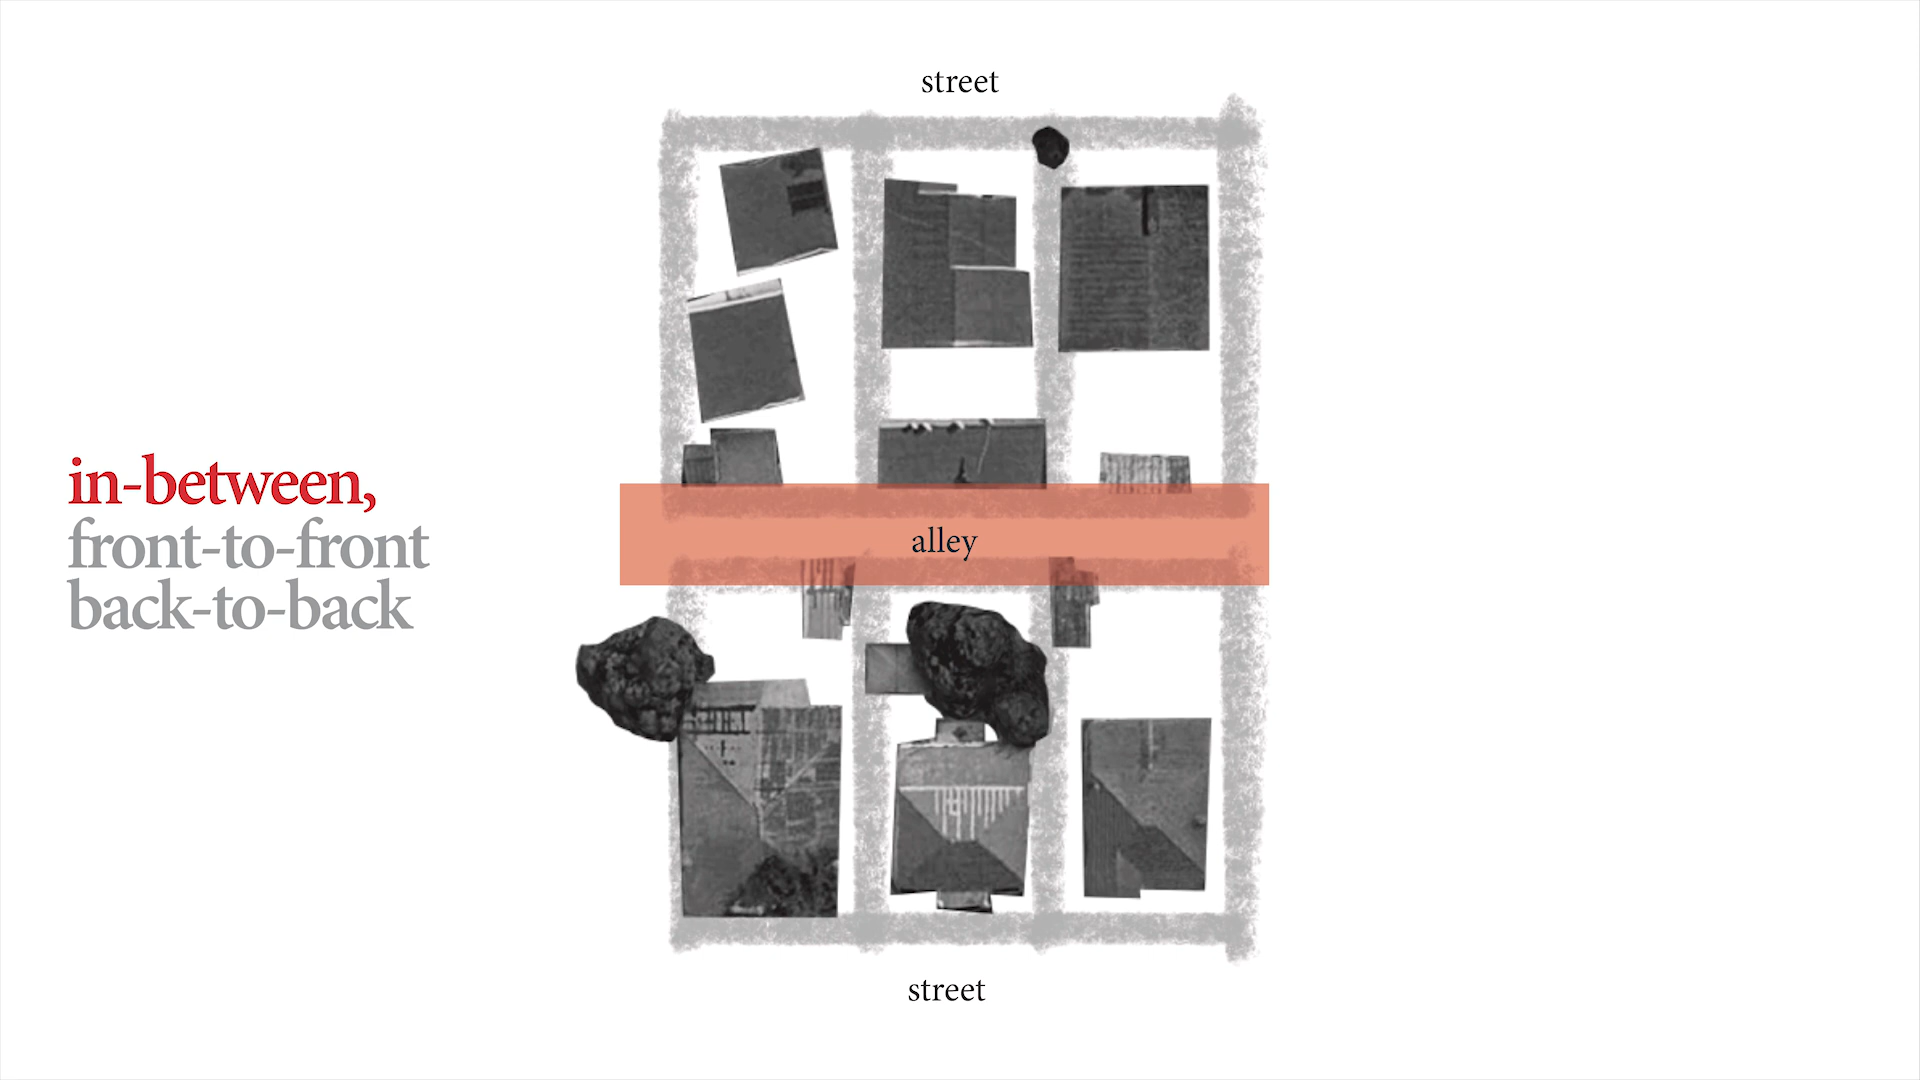 street
in-between,
front-to-front
back-to-back
alley
street